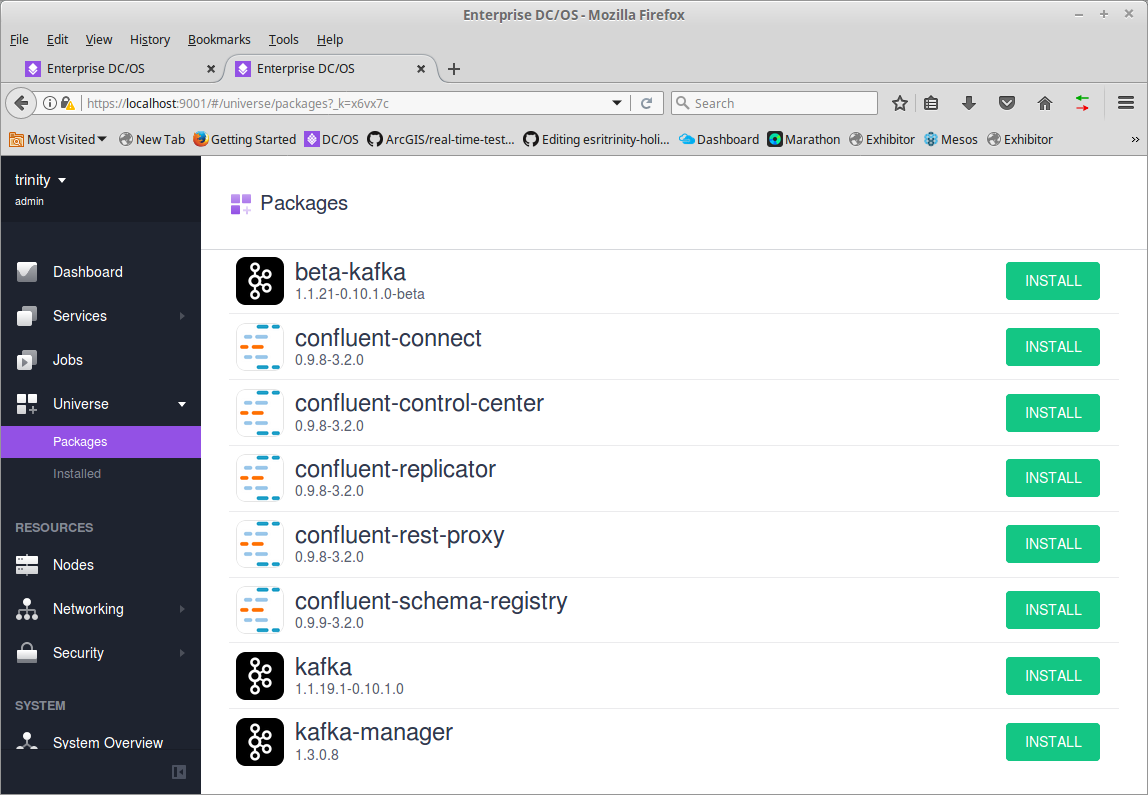 Enterprise DC/OS - Mozilla Firefox
File Edit View History Bookmarks Tools Help
Enterprise DC/OS × Enterprise DC/OS ×
https://localhost:9001/#/universe/packages?_k=x6vx7c Search
Most Visited New Tab Getting Started DC/OS ArcGIS/real-time-test... Editing esritrinity-holi... Dashboard Marathon Exhibitor Mesos Exhibitor »
trinity
admin
Dashboard
Services
Jobs
Universe
Packages
Installed
RESOURCES
Nodes
Networking
Security
SYSTEM
System Overview
Packages
beta-kafka
1.1.21-0.10.1.0-beta
INSTALL
confluent-connect
0.9.8-3.2.0
INSTALL
confluent-control-center
0.9.8-3.2.0
INSTALL
confluent-replicator
0.9.8-3.2.0
INSTALL
confluent-rest-proxy
0.9.8-3.2.0
INSTALL
confluent-schema-registry
0.9.9-3.2.0
INSTALL
kafka
1.1.19.1-0.10.1.0
INSTALL
kafka-manager
1.3.0.8
INSTALL